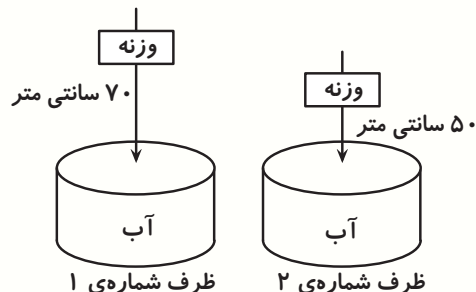 وزنه
۷۰ سانتی متر
آب
ظرف شماره‌ی ۱
وزنه
۵۰ سانتی متر
آب
ظرف شماره‌ی ۲